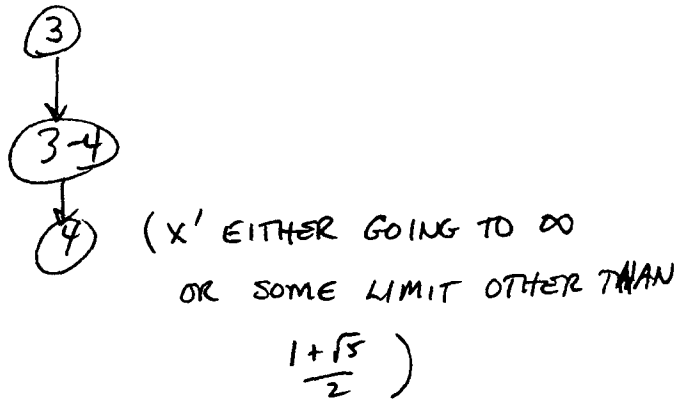 3
3-4
4 (X' EITHER GOING TO ∞
OR SOME LIMIT OTHER THAN
1+√5
2 )